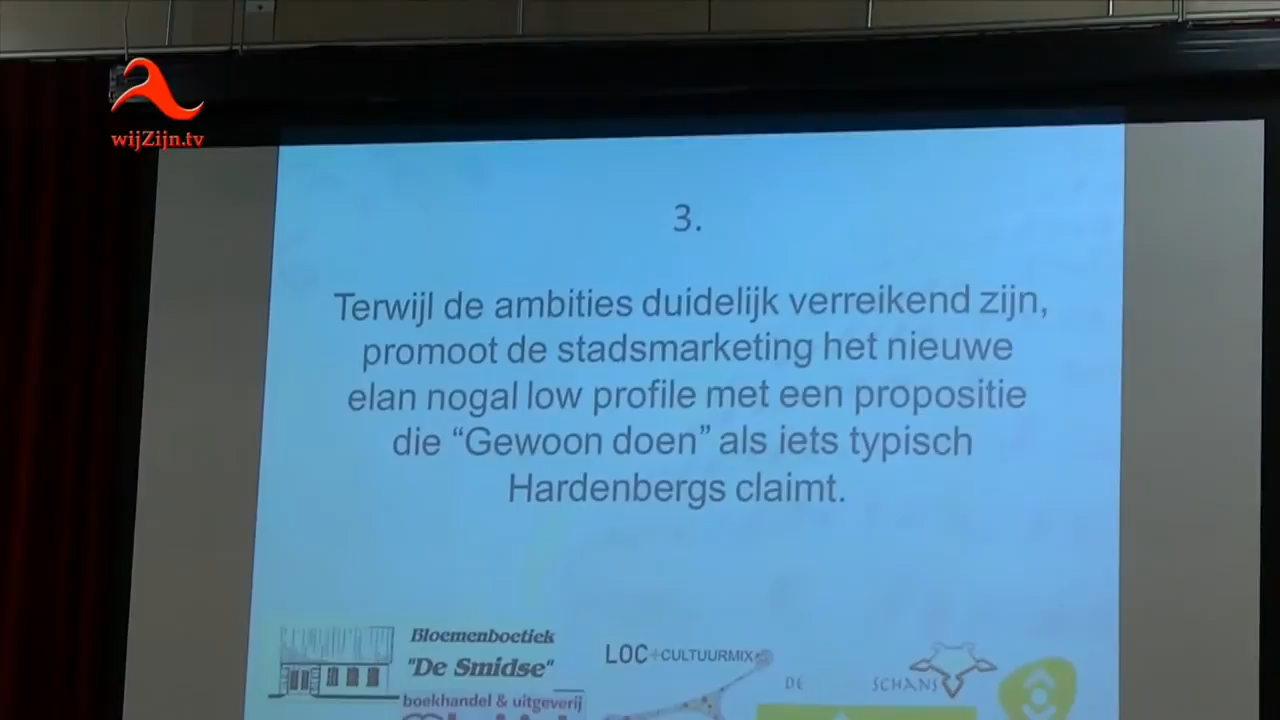 wijZijn.tv
3.
Terwijl de ambities duidelijk verreikend zijn,
promoot de stadsmarketing het nieuwe
elan nogal low profile met een propositie
die “Gewoon doen” als iets typisch
Hardenbergs claimt.
Bloemenboetiek
"De Smidse"
boekhandel & uitgeverij
LOC+CULTUURMIX
DE SCHANS